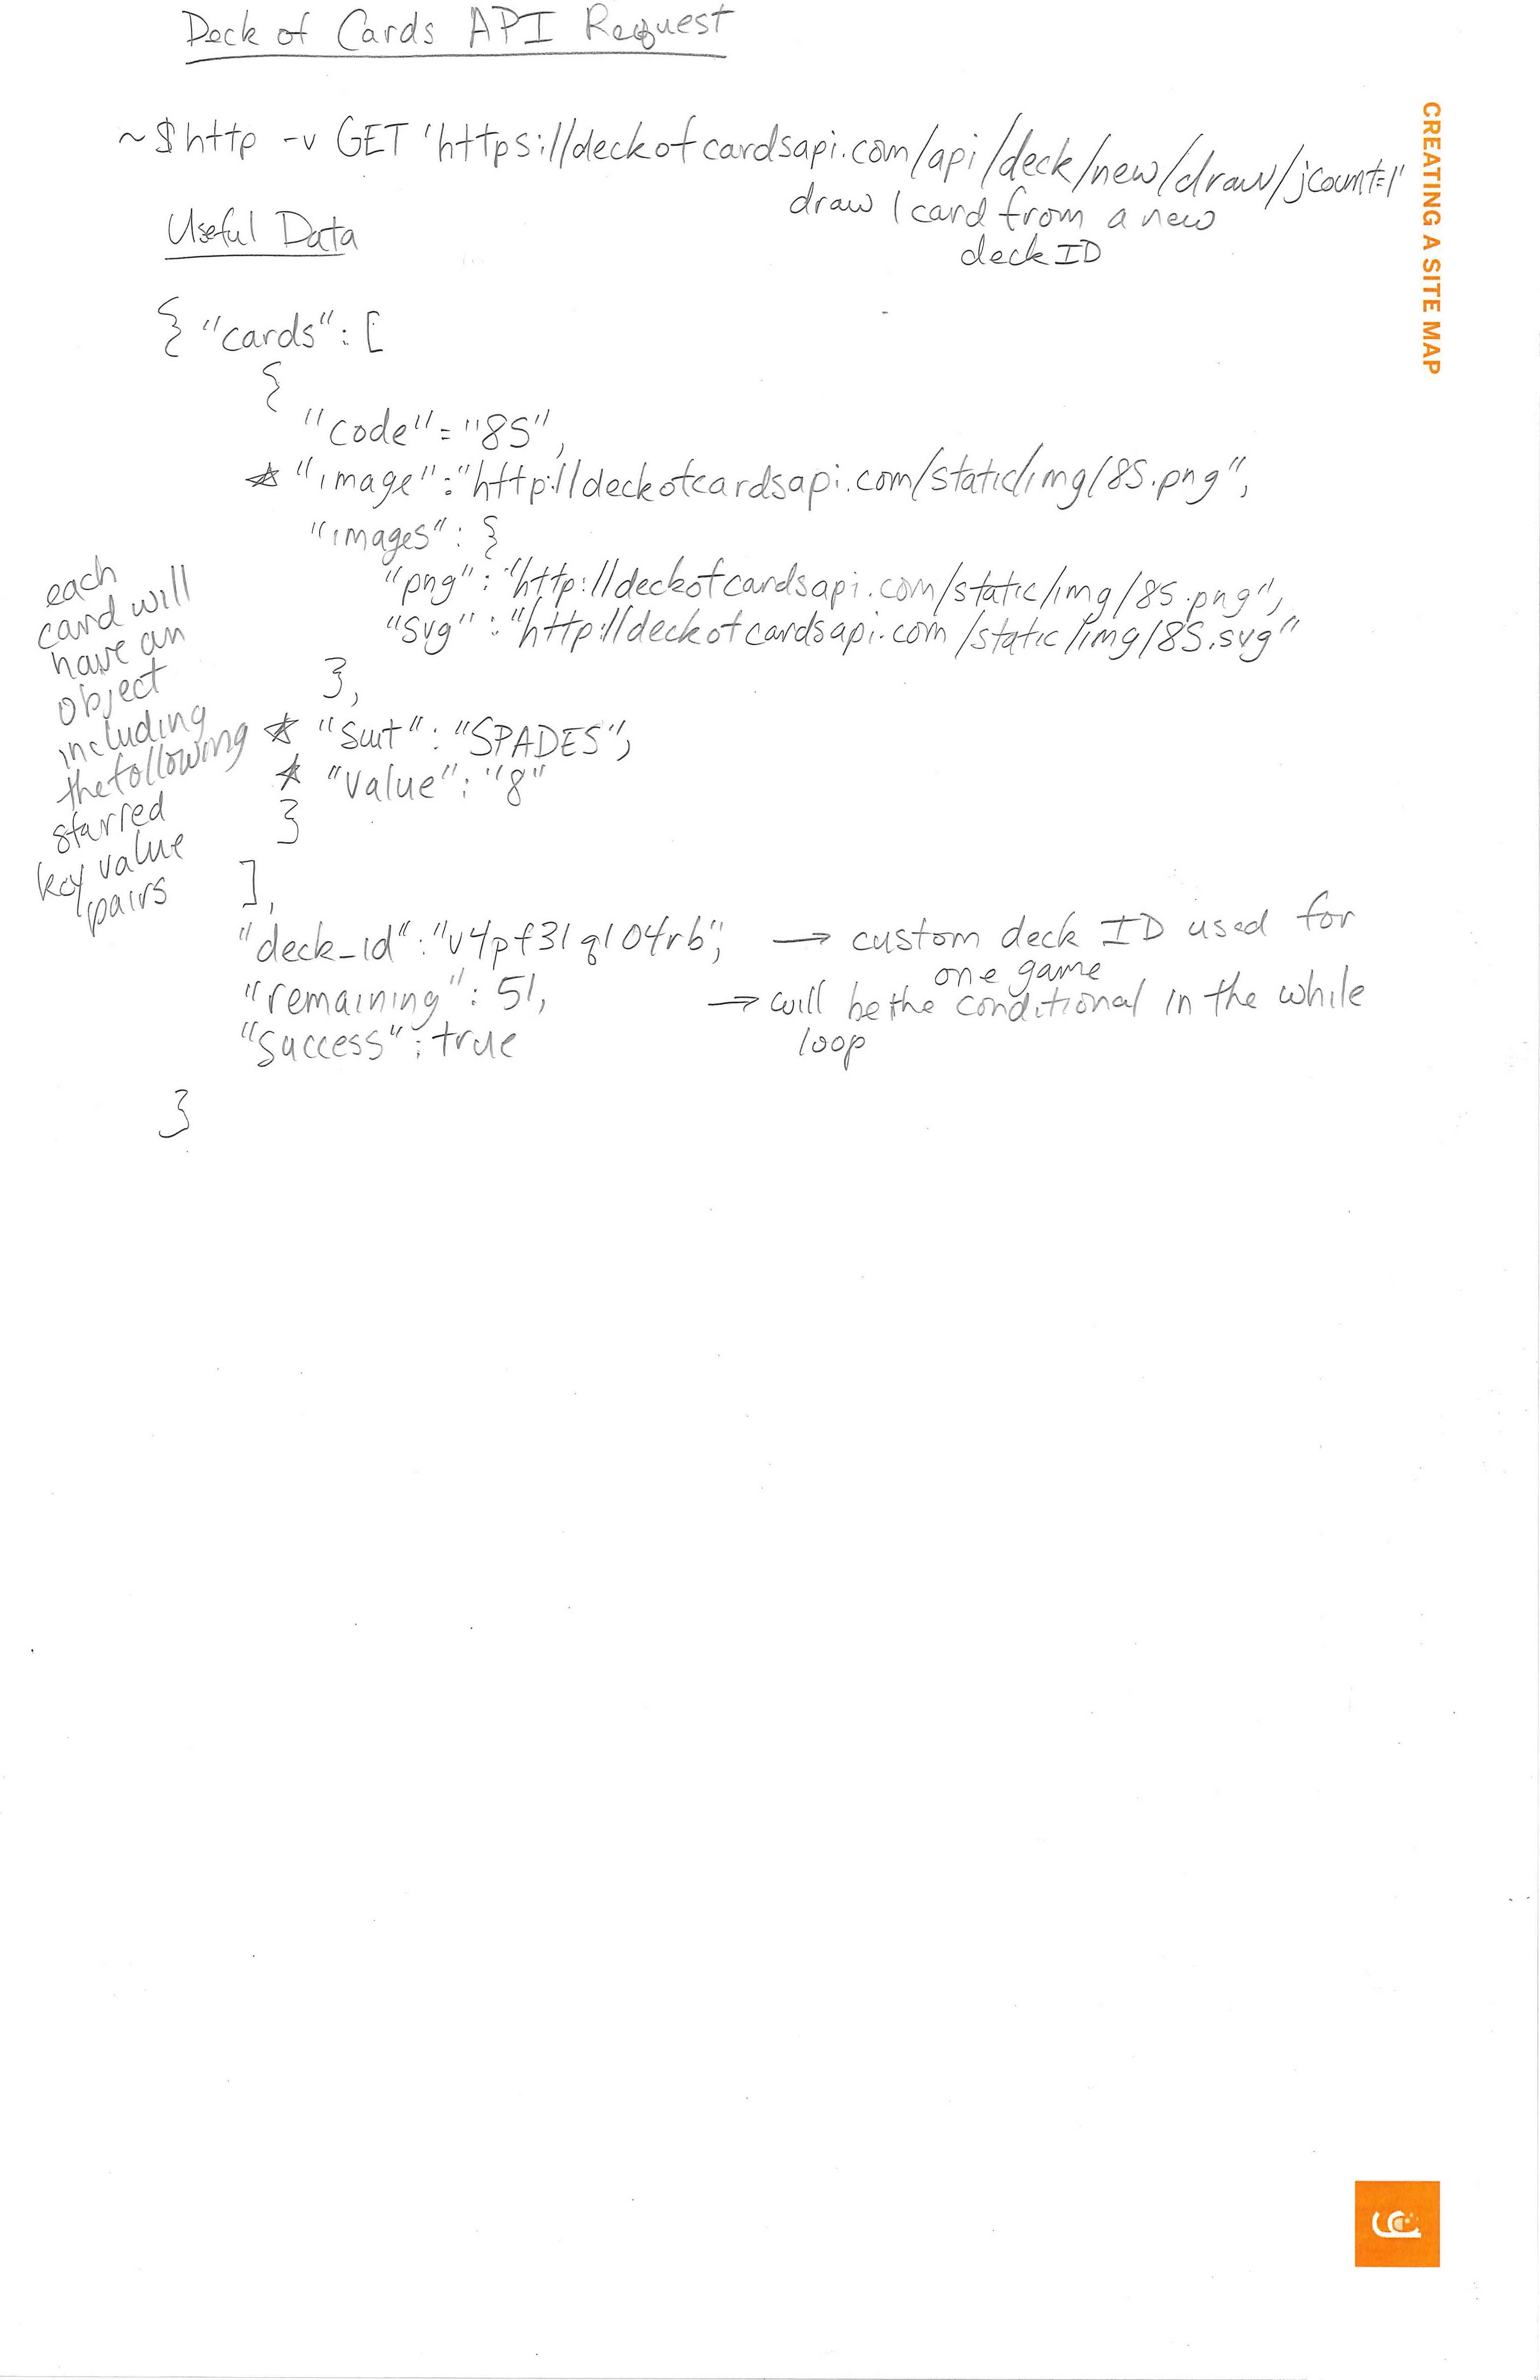 Deck of Cards API Request
~$http -v GET 'https://deckofcardsapi.com/api/deck/new/draw/jcount=1'
draw 1 card from a new
deck ID
Useful Data
{ "cards": [
{
"code"="8S",
☆ "image":"http://deckofcardsapi.com/static/img/8S.png",
"images": {
"png": "http://deckofcardsapi.com/static/img/8S.png",
"svg": "http://deckofcardsapi.com/static/img/8S.svg"
},
☆ "suit": "SPADES",
☆ "value": "8"
}
],
each
card will
have an
object
including
the following
starred
key value
pairs
"deck_id":"v4pf31ql04rb", → custom deck ID used for
one game
"remaining": 51, → will be the conditional in the while
loop
"success": true
}
CREATING A SITE MAP